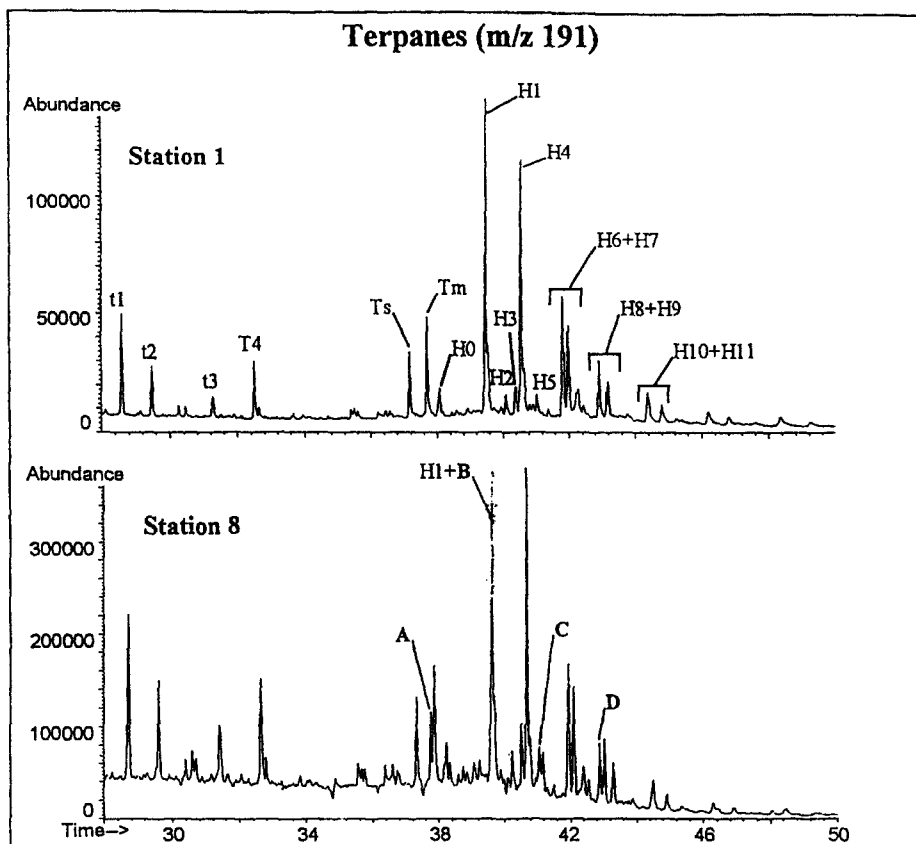 Terpanes (m/z 191)
Abundance
Station 1
H1
H4
100000
H6+H7
50000
t1
t2
t3
T4
Ts
Tm
H0
H3
H2
H5
H8+H9
H10+H11
0
Abundance
Station 8
H1+B
300000
200000
A
C
D
100000
0
Time-->
30 34 38 42 46 50